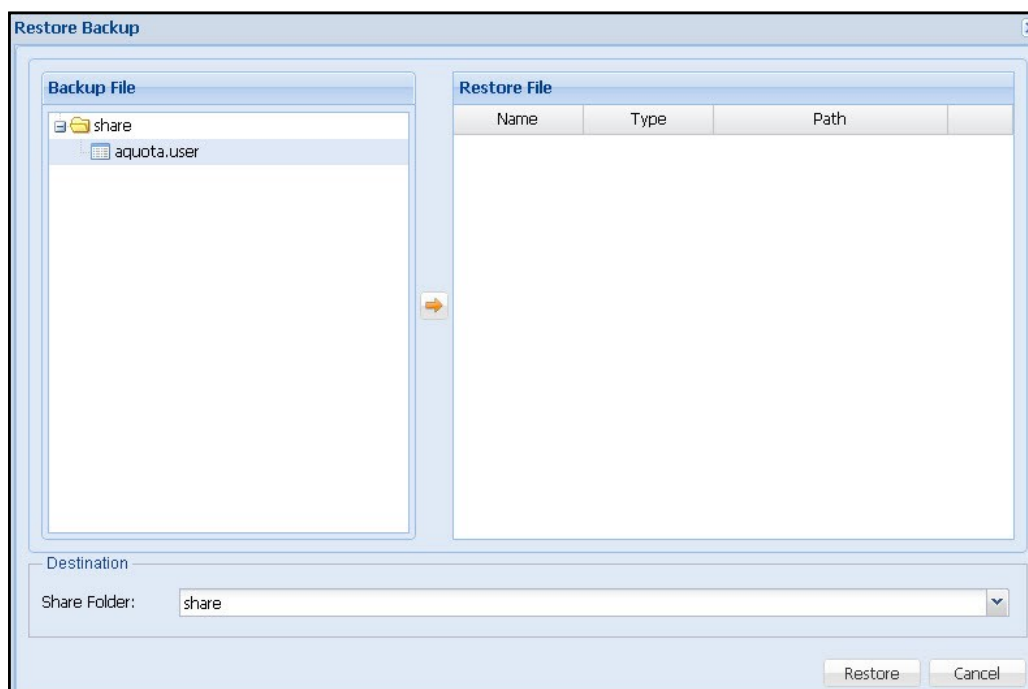 Restore Backup
Backup File
share
aquota.user
Restore File
Name Type Path
Destination
Share Folder: share
Restore Cancel